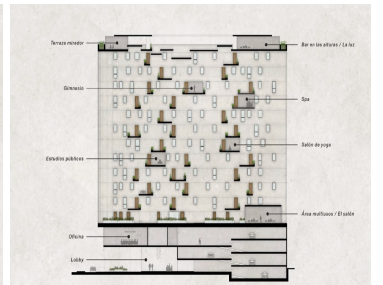 Terraza mirador
Bar en las alturas / La luz
Gimnasio
Spa
Salón de yoga
Estudios públicos
Área multiusos / El salón
Oficina
Lobby